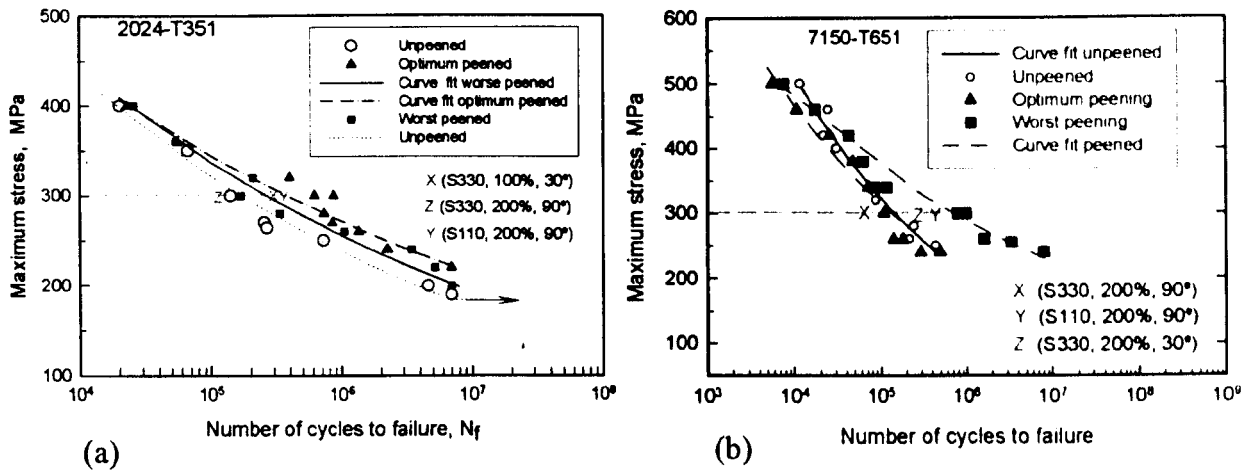 2024-T351
Unpeened
Optimum peened
Curve fit worse peened
Curve fit optimum peened
Worst peened
Unpeened
X (S330, 100%, 30°)
Z (S330, 200%, 90°)
Y (S110, 200%, 90°)
Z
X
Y
500
400
300
200
100
Maximum stress, MPa
10⁴
10⁵
10⁶
10⁷
10⁸
Number of cycles to failure, Nf
(a)
7150-T651
Curve fit unpeened
Unpeened
Optimum peening
Worst peening
Curve fit peened
X
Z
Y
X (S330, 200%, 90°)
Y (S110, 200%, 90°)
Z (S330, 200%, 30°)
600
500
400
300
200
100
Maximum stress, MPa
10³
10⁴
10⁵
10⁶
10⁷
10⁸
10⁹
Number of cycles to failure
(b)